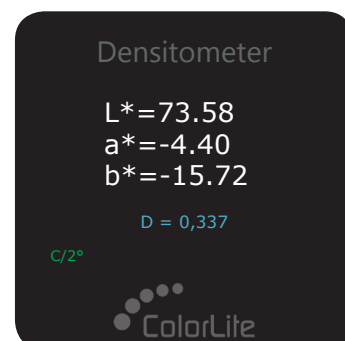 Densitometer
L*=73.58
a*=-4.40
b*=-15.72
D = 0,337
C/2°
ColorLite